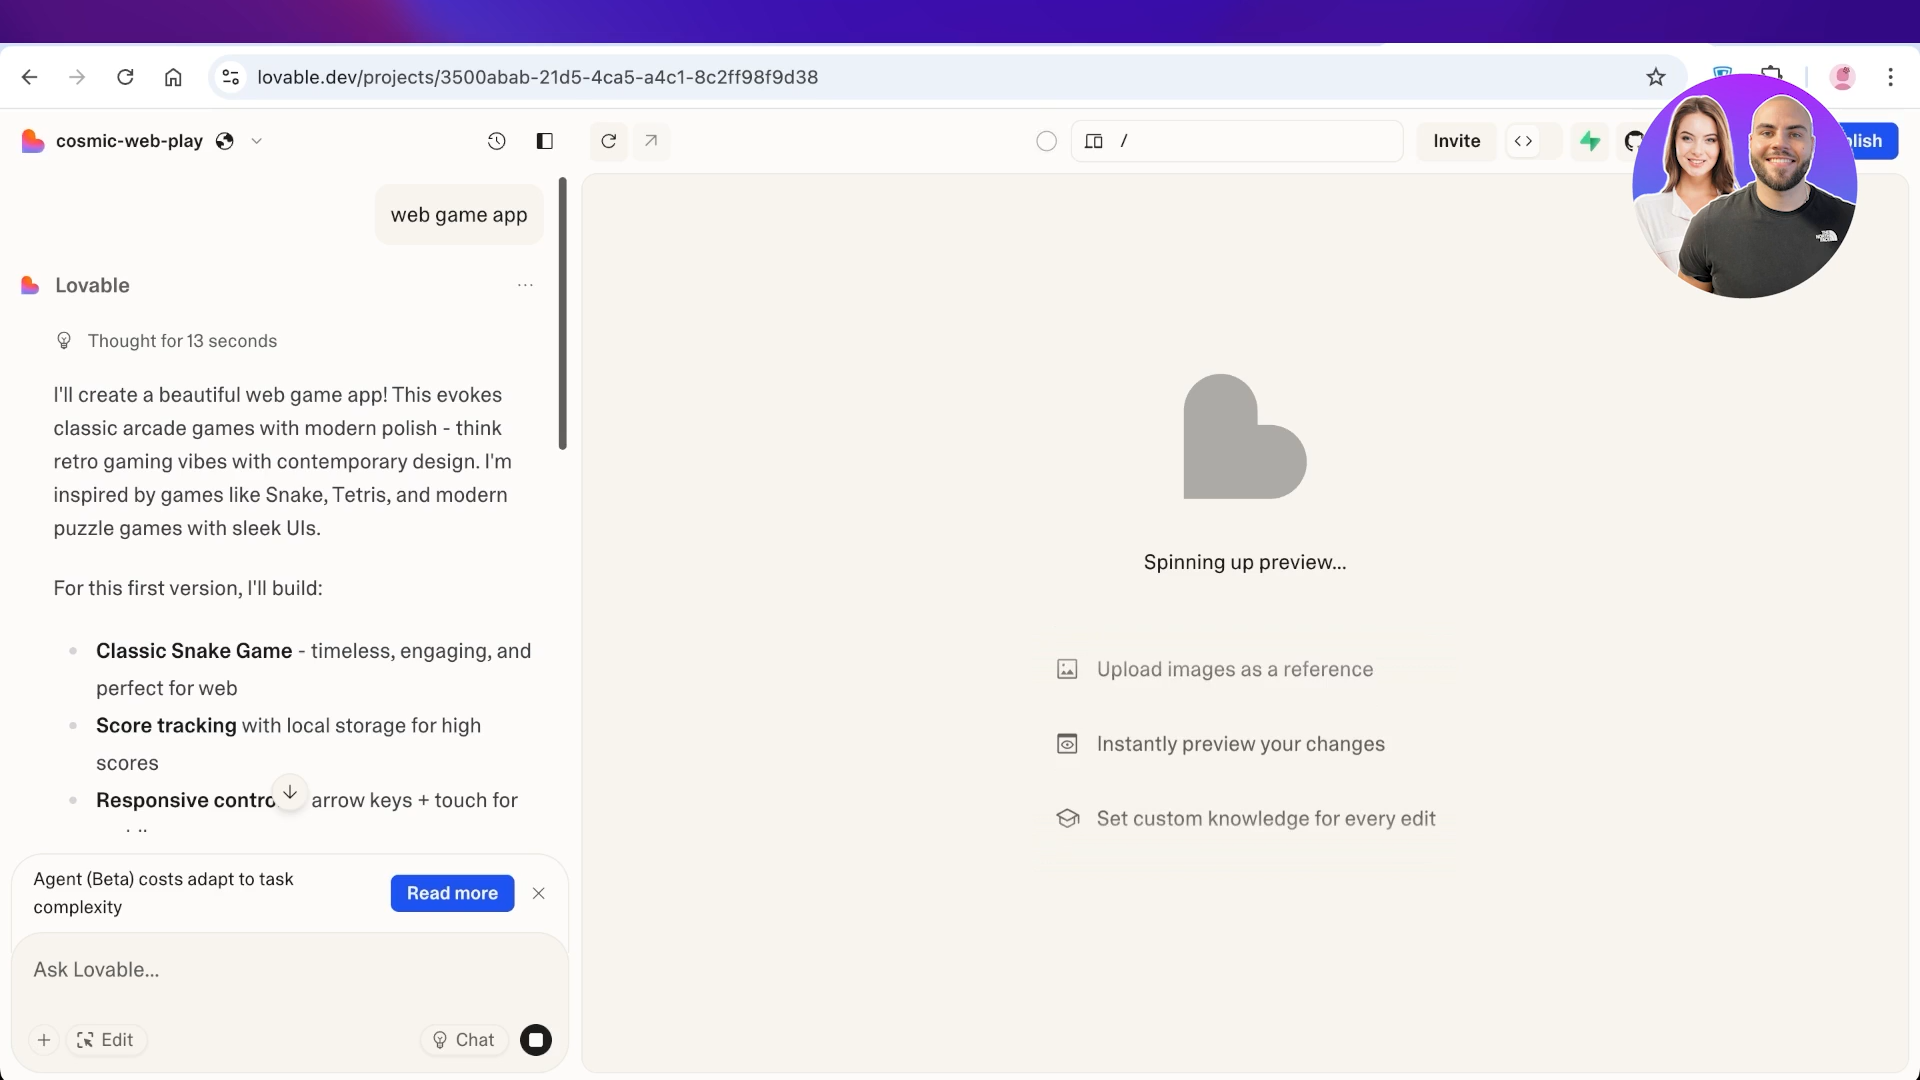 lovable.dev/projects/3500abab-21d5-4ca5-a4c1-8c2ff98f9d38
cosmic-web-play
/
Invite
lish
web game app
Lovable
Thought for 13 seconds
I'll create a beautiful web game app! This evokes
classic arcade games with modern polish - think
retro gaming vibes with contemporary design. I'm
inspired by games like Snake, Tetris, and modern
puzzle games with sleek UIs.
For this first version, I'll build:
Classic Snake Game - timeless, engaging, and
perfect for web
Score tracking with local storage for high
scores
Responsive contro arrow keys + touch for
Agent (Beta) costs adapt to task
complexity
Read more
Ask Lovable...
Edit
Chat
Spinning up preview...
Upload images as a reference
Instantly preview your changes
Set custom knowledge for every edit